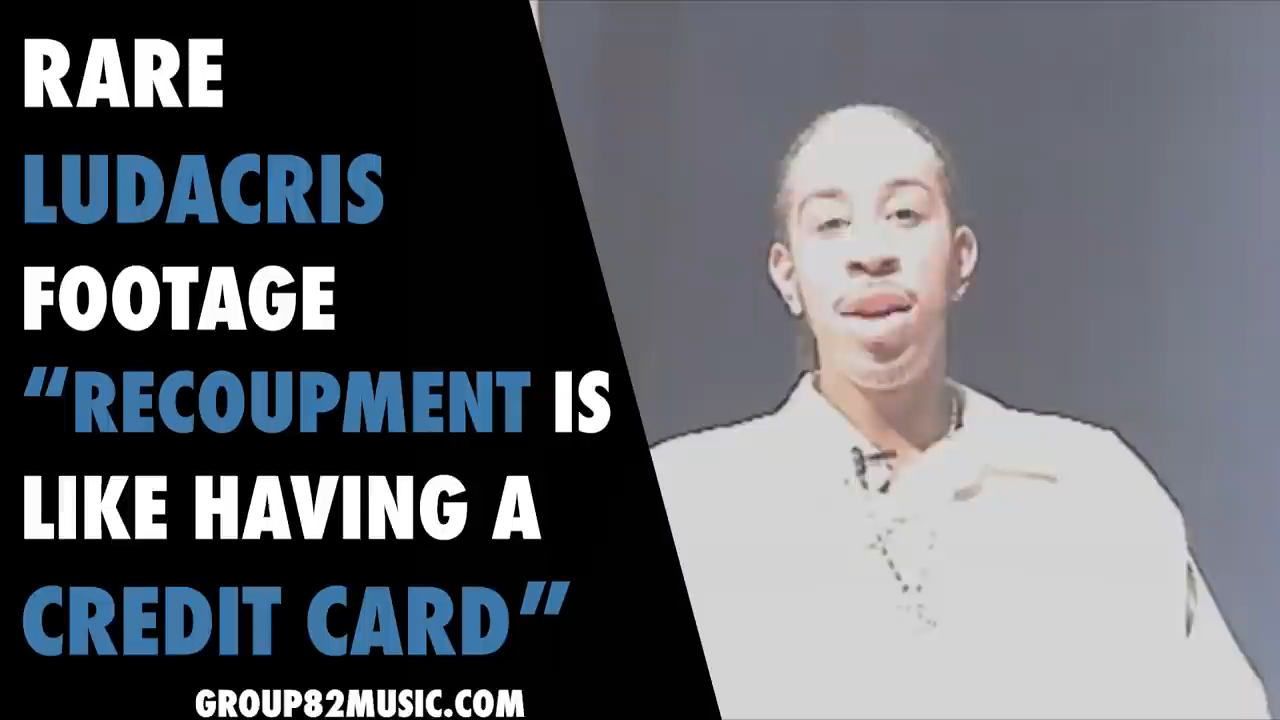 RARE
LUDACRIS
FOOTAGE
“RECOUPMENT IS
LIKE HAVING A
CREDIT CARD”
GROUP82MUSIC.COM